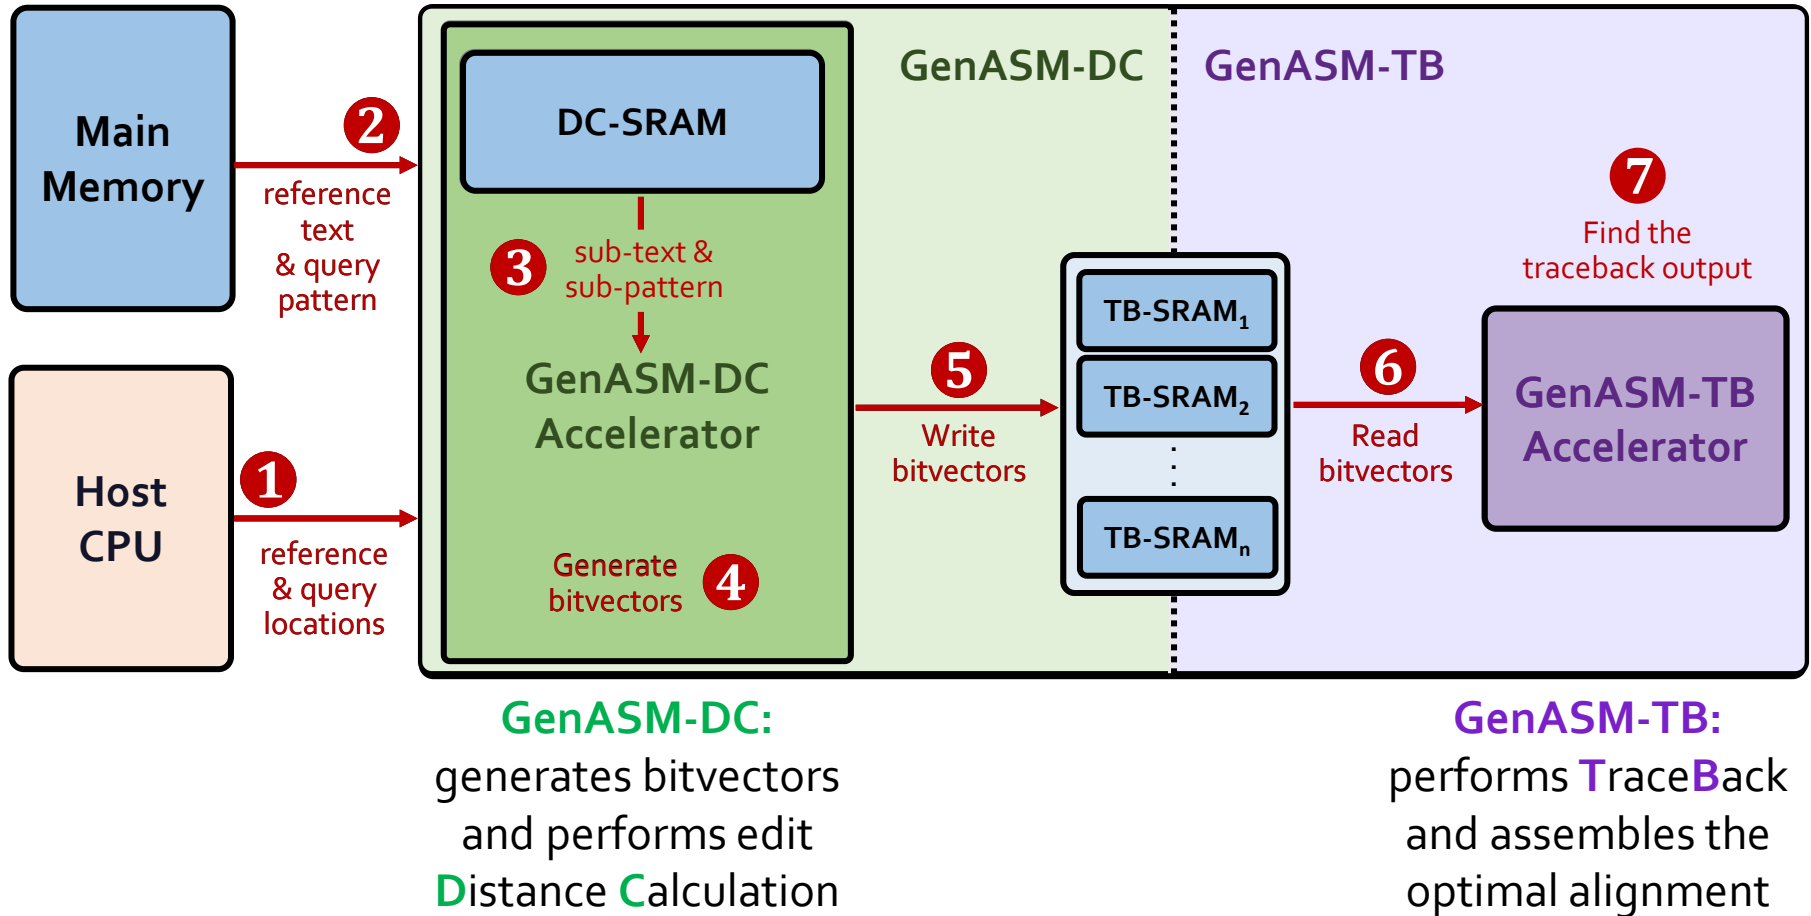 Main
Memory
2
reference
text
& query
pattern
Host
CPU
1
reference
& query
locations
DC-SRAM
3
sub-text &
sub-pattern
GenASM-DC
Accelerator
Generate
bitvectors
4
GenASM-DC
5
Write
bitvectors
TB-SRAM1
TB-SRAM2
TB-SRAMn
GenASM-TB
6
Read
bitvectors
7
Find the
traceback output
GenASM-TB
Accelerator
GenASM-DC:
generates bitvectors
and performs edit
Distance Calculation
GenASM-TB:
performs TraceBack
and assembles the
optimal alignment